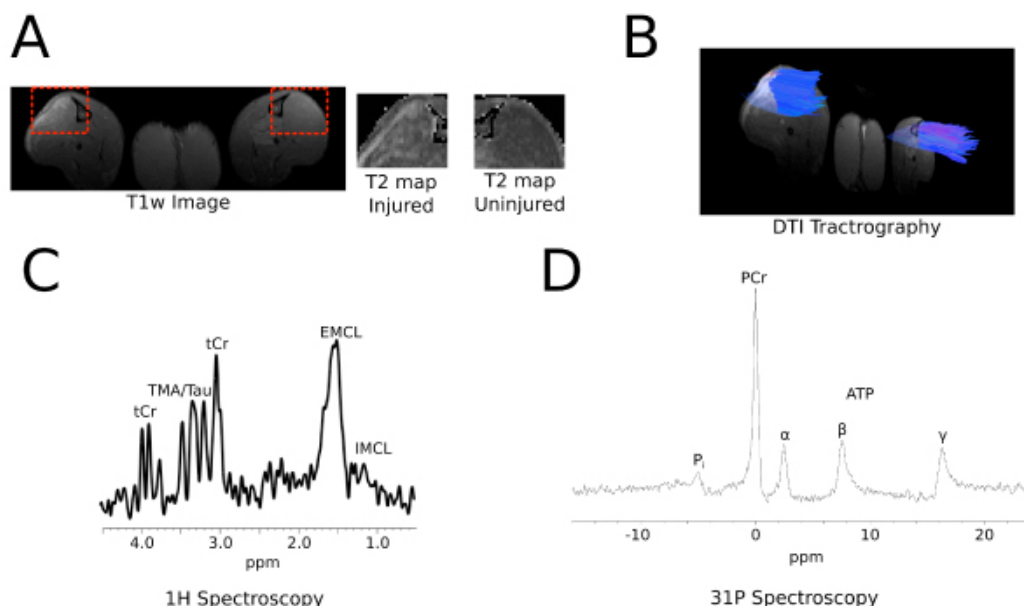 A
T1w Image
T2 map
Injured
T2 map
Uninjured
B
DTI Tractrography
C
EMCL
tCr
TMA/Tau
tCr
IMCL
4.0 3.0 2.0 1.0
ppm
1H Spectroscopy
D
PCr
ATP
α β γ
Pi
-10 0 10 20
ppm
31P Spectroscopy